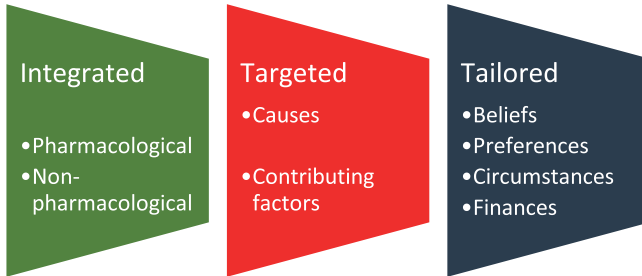 Integrated
•Pharmacological
•Non-
pharmacological
Targeted
•Causes
•Contributing
factors
Tailored
•Beliefs
•Preferences
•Circumstances
•Finances